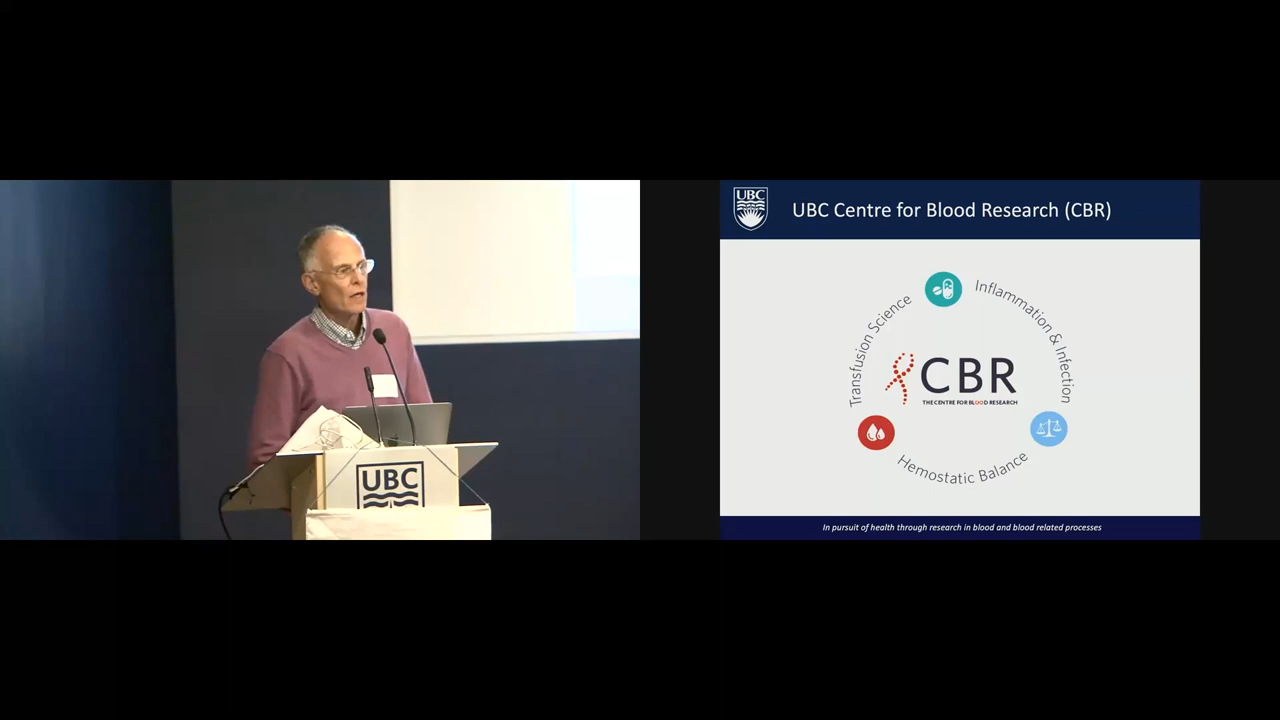 UBC
UBC
UBC Centre for Blood Research (CBR)
Transfusion Science
Inflammation & Infection
CBR
THE CENTRE FOR BLOOD RESEARCH
Hemostatic Balance
In pursuit of health through research in blood and blood related processes